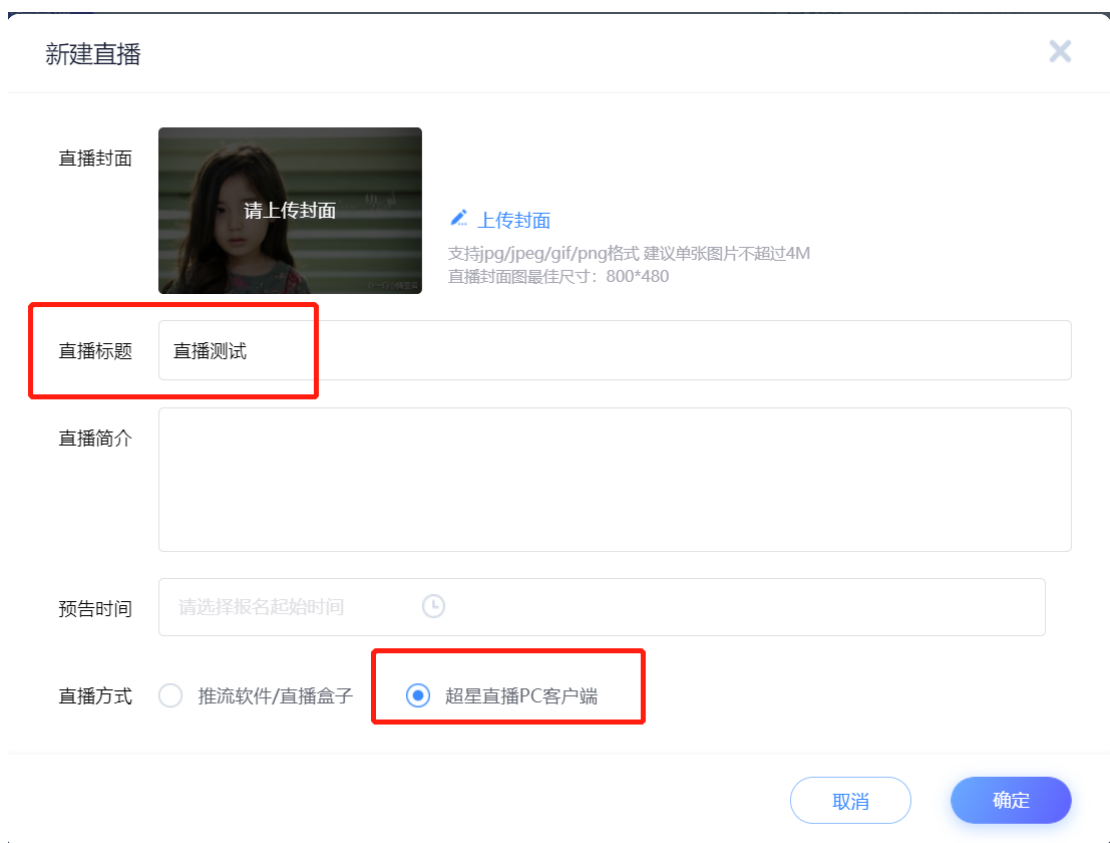 新建直播
直播封面
请上传封面
上传封面
支持jpg/jpeg/gif/png格式 建议单张图片不超过4M
直播封面图最佳尺寸：800*480
直播标题
直播测试
直播简介
预告时间
请选择报名起始时间
直播方式
推流软件/直播盒子
超星直播PC客户端
取消
确定